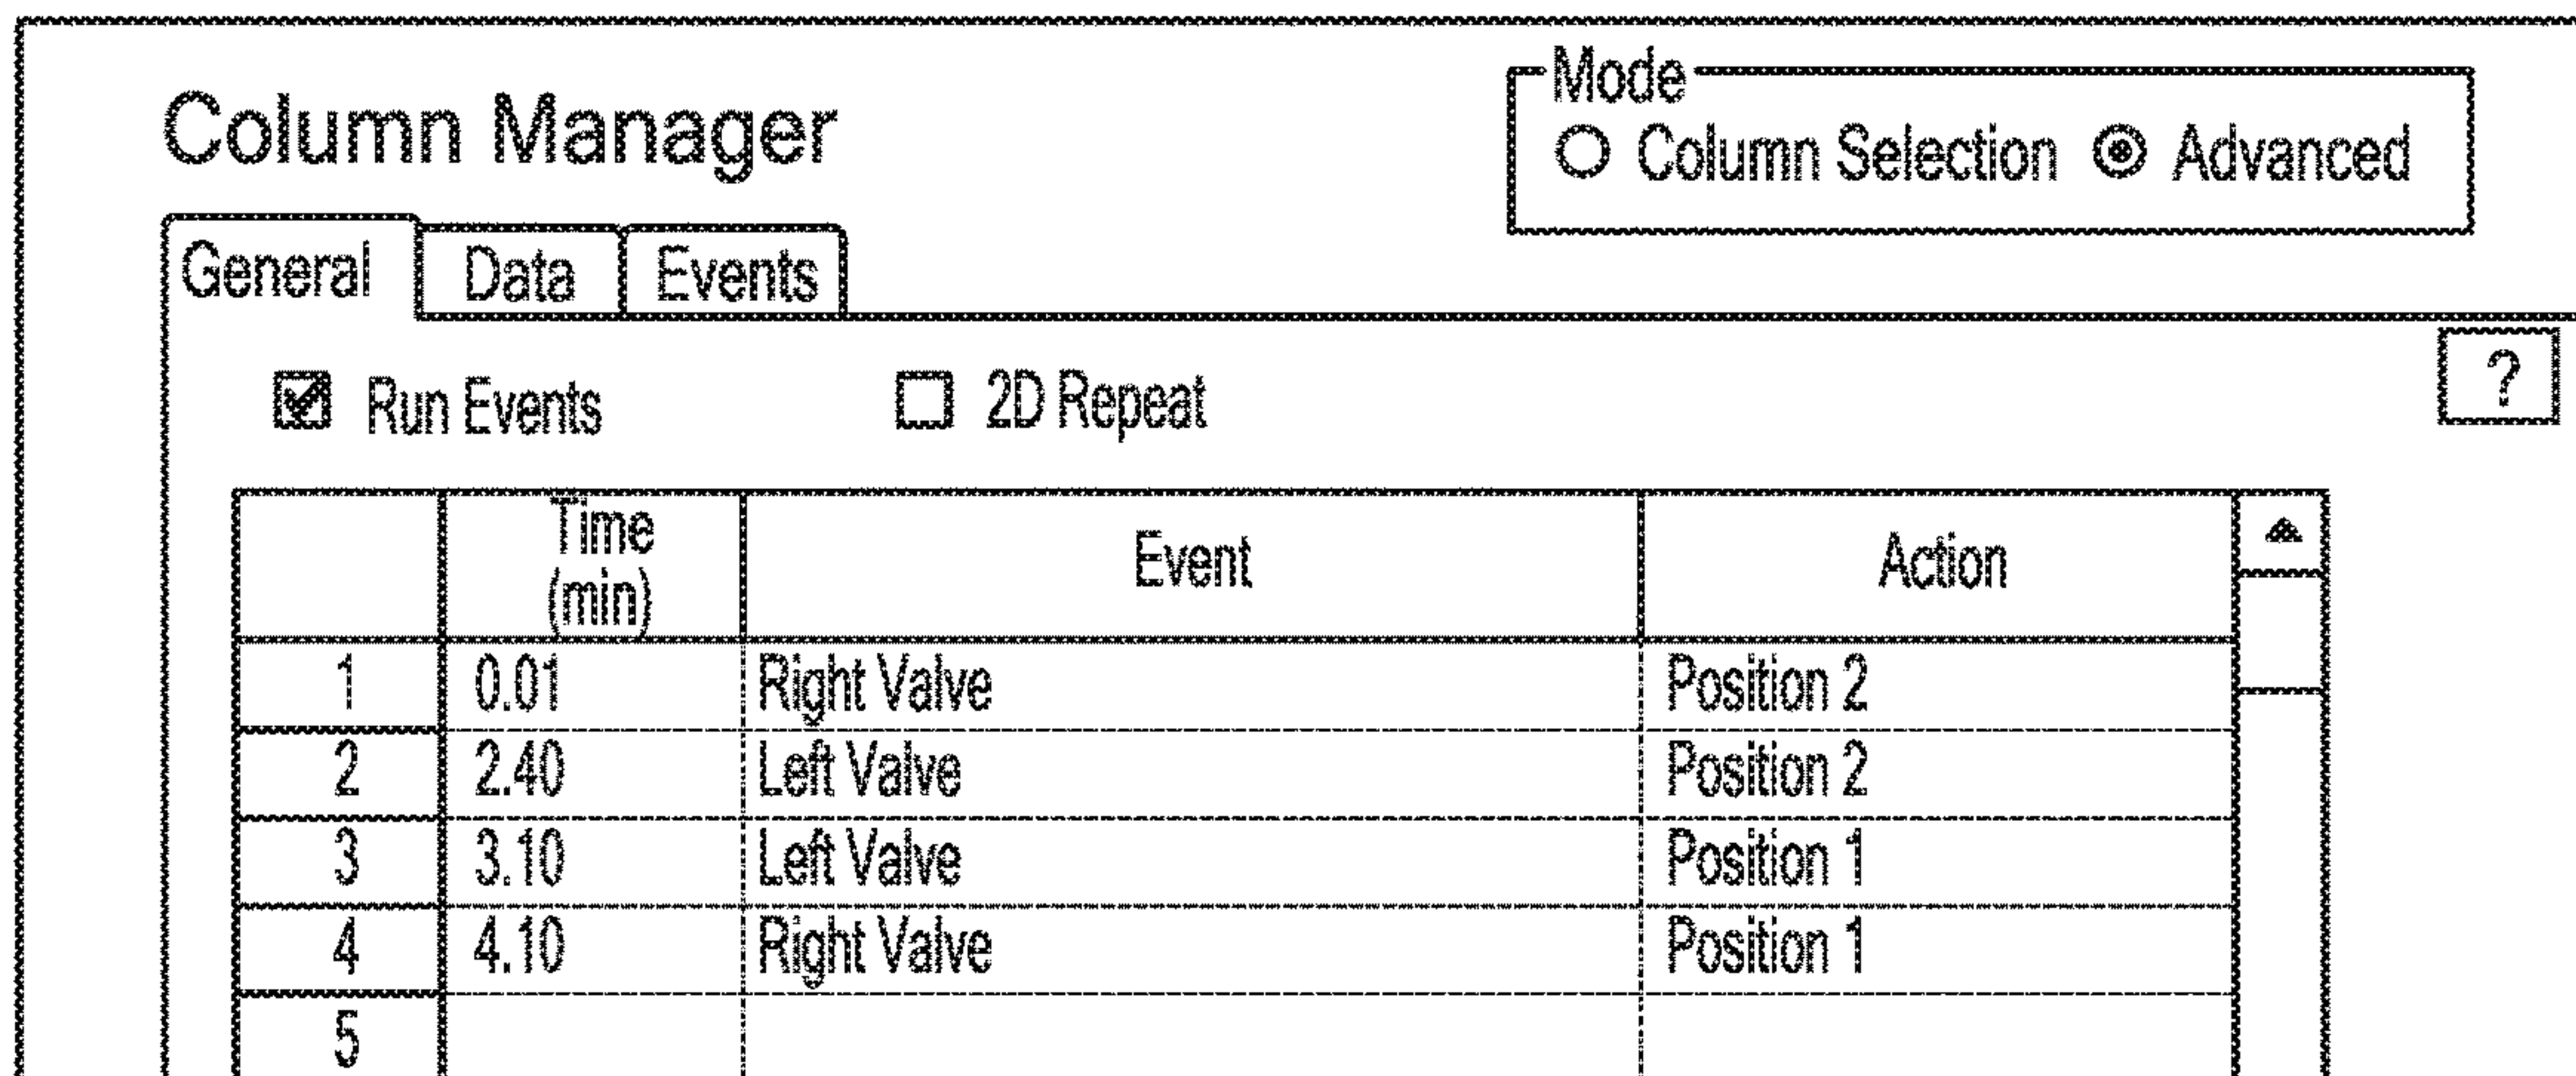 Mode
Column Manager
Column Selection Advanced
General Data Events
?
Run Events 2D Repeat
Time (min) Event Action
1 0.01 Right Valve Position 2
2 2.40 Left Valve Position 2
3 3.10 Left Valve Position 1
4 4.10 Right Valve Position 1
5